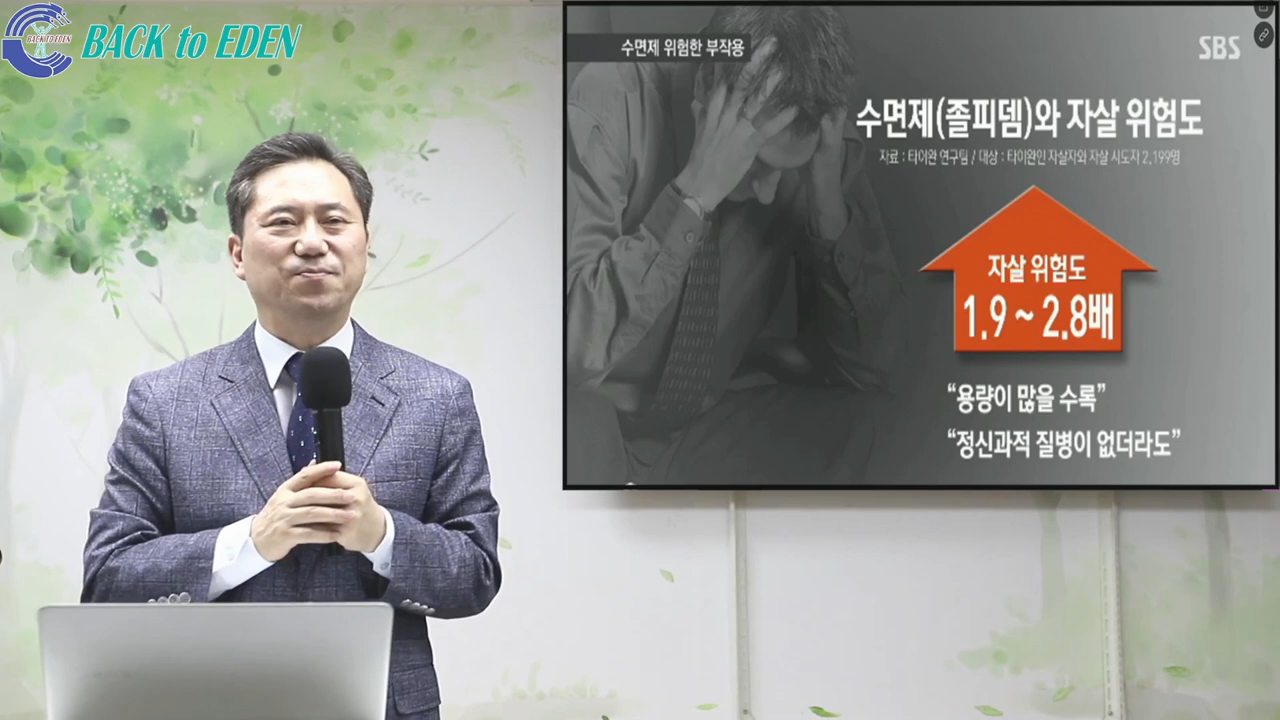 BACK TO EDEN
BACK to EDEN
수면제 위험한 부작용
SBS
수면제(졸피뎀)와 자살 위험도
자료 : 타이완 연구팀 / 대상 : 타이완인 자살자와 자살 시도자 2,199명
자살 위험도
1.9 ~ 2.8배
“용량이 많을 수록”
“정신과적 질병이 없더라도”